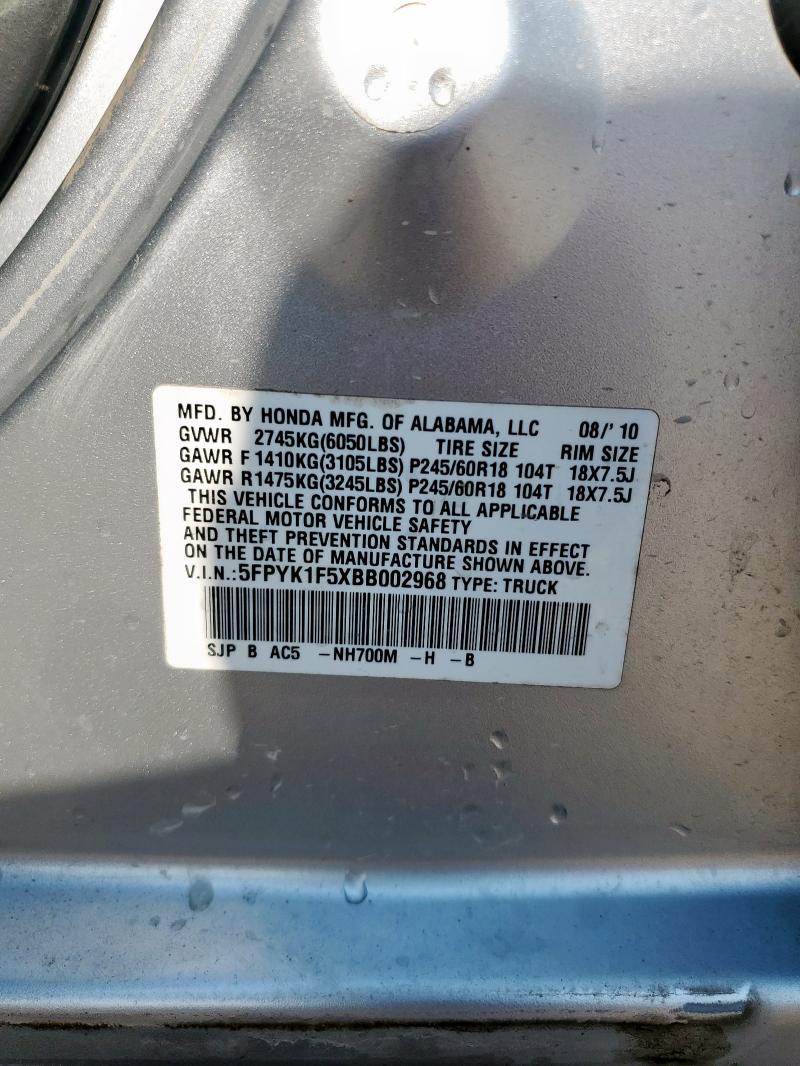 MFD. BY HONDA MFG. OF ALABAMA, LLC 08/'10
GVWR 2745KG(6050LBS) TIRE SIZE RIM SIZE
GAWR F1410KG(3105LBS) P245/60R18 104T 18X7.5J
GAWR R1475KG(3245LBS) P245/60R18 104T 18X7.5J
THIS VEHICLE CONFORMS TO ALL APPLICABLE
FEDERAL MOTOR VEHICLE SAFETY
AND THEFT PREVENTION STANDARDS IN EFFECT
ON THE DATE OF MANUFACTURE SHOWN ABOVE.
V.I.N.:5FPYK1F5XBB002968 TYPE: TRUCK
SJP B AC5 -NH700M -H -B